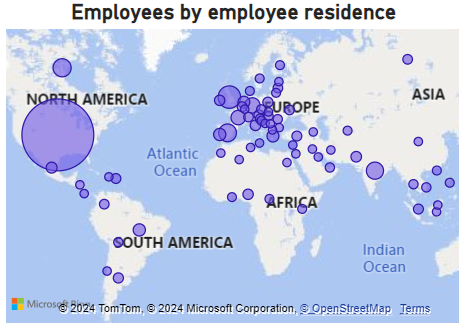 Employees by employee residence
NORTH AMERICA
EUROPE
ASIA
Atlantic
Ocean
AFRICA
SOUTH AMERICA
Indian
Ocean
Microsoft Bing
© 2024 TomTom, © 2024 Microsoft Corporation, © OpenStreetMap Terms